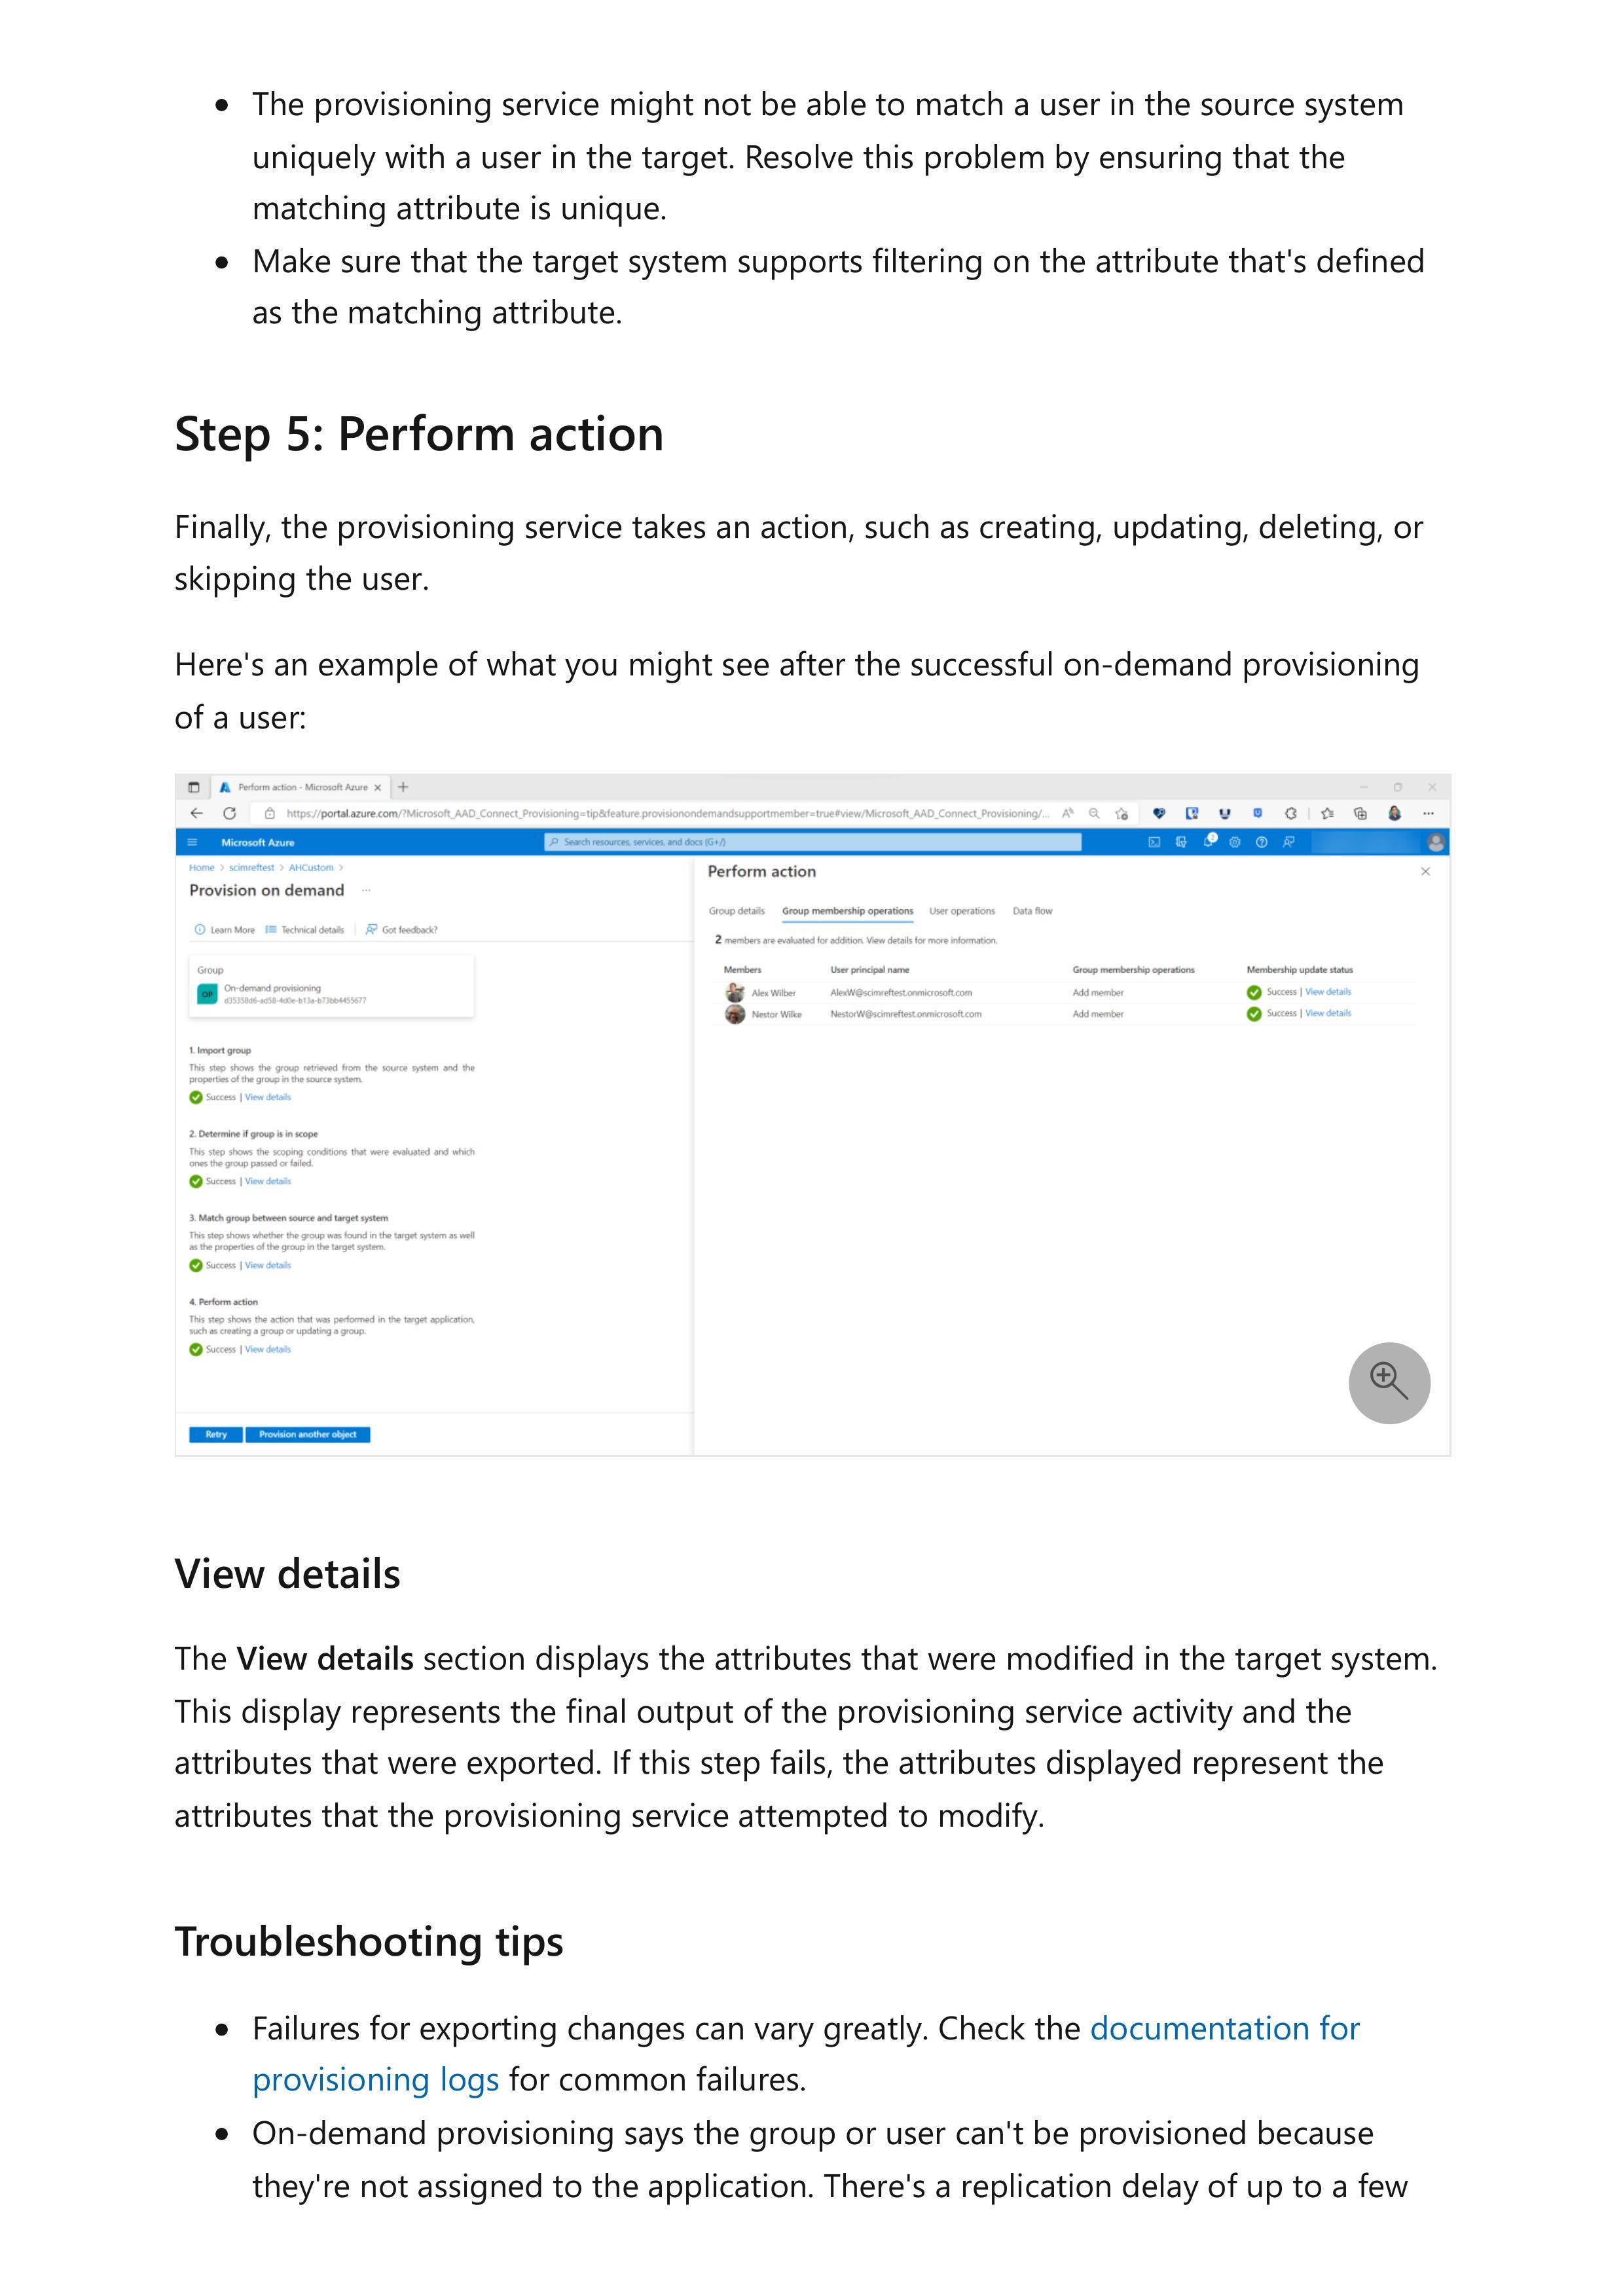 • The provisioning service might not be able to match a user in the source system
uniquely with a user in the target. Resolve this problem by ensuring that the
matching attribute is unique.
• Make sure that the target system supports filtering on the attribute that's defined
as the matching attribute.
Step 5: Perform action
Finally, the provisioning service takes an action, such as creating, updating, deleting, or
skipping the user.
Here's an example of what you might see after the successful on-demand provisioning
of a user:
Perform action - Microsoft Azure
https://portal.azure.com/?Microsoft_AAD_Connect_Provisioning=tip&feature.provisionondemandsupportmember=true#view/Microsoft_AAD_Connect_Provisioning/...
Microsoft Azure
Search resources, services, and docs (G+/)
2
Home > scimreftest > AHCustom >
Provision on demand ...
Learn More Technical details | Got feedback?
Group
OP
On-demand provisioning
d35358d6-ad58-4d0e-b13a-b73bb4455677
1. Import group
This step shows the group retrieved from the source system and the
properties of the group in the source system.
Success | View details
2. Determine if group is in scope
This step shows the scoping conditions that were evaluated and which
ones the group passed or failed.
Success | View details
3. Match group between source and target system
This step shows whether the group was found in the target system as well
as the properties of the group in the target system.
Success | View details
4. Perform action
This step shows the action that was performed in the target application,
such as creating a group or updating a group.
Success | View details
Retry Provision another object
Perform action
Group details Group membership operations User operations Data flow
2 members are evaluated for addition. View details for more information.
Members User principal name Group membership operations Membership update status
Alex Wilber AlexW@scimreftest.onmicrosoft.com Add member Success | View details
Nestor Wilke NestorW@scimreftest.onmicrosoft.com Add member Success | View details
View details
The View details section displays the attributes that were modified in the target system.
This display represents the final output of the provisioning service activity and the
attributes that were exported. If this step fails, the attributes displayed represent the
attributes that the provisioning service attempted to modify.
Troubleshooting tips
• Failures for exporting changes can vary greatly. Check the documentation for
provisioning logs for common failures.
• On-demand provisioning says the group or user can't be provisioned because
they're not assigned to the application. There's a replication delay of up to a few